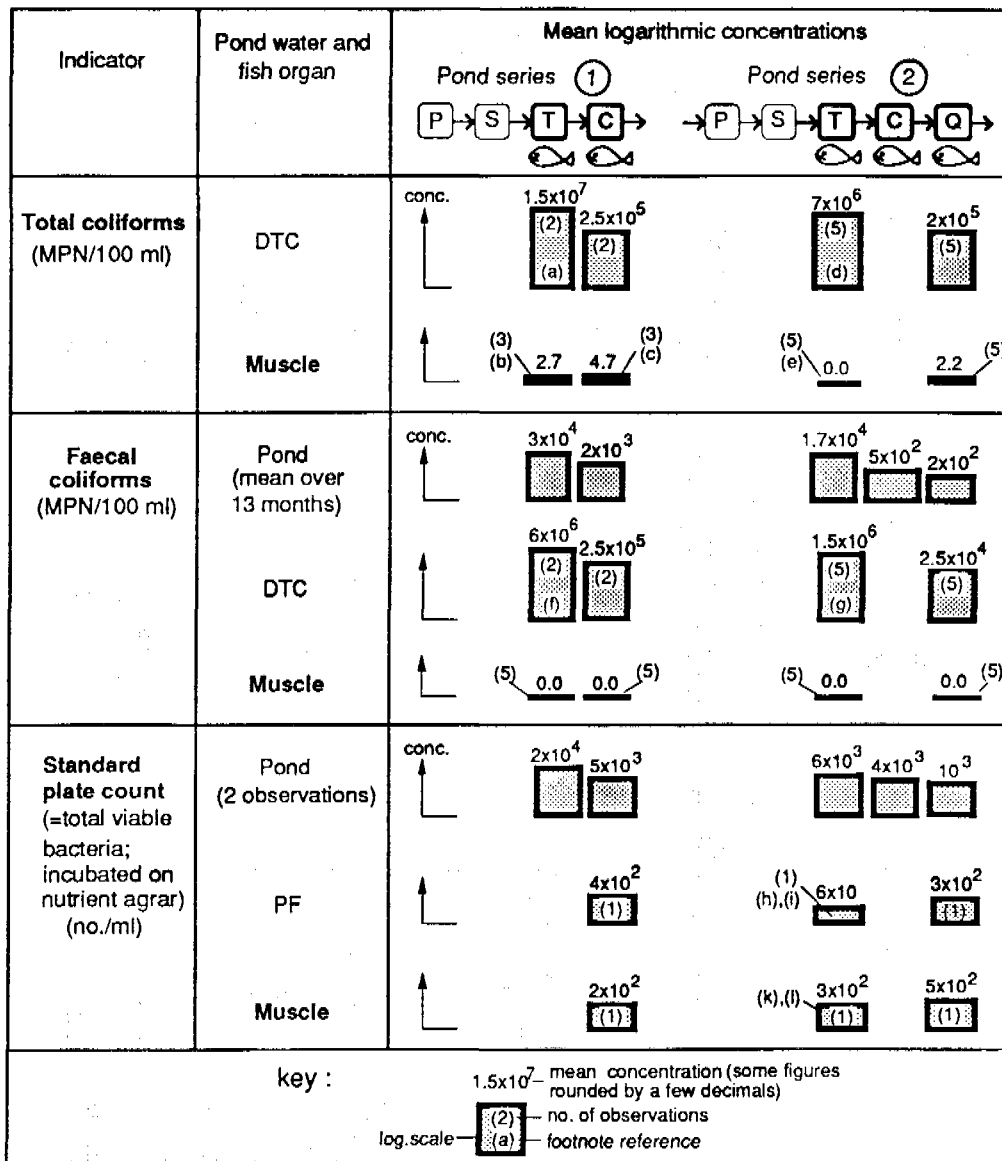 Indicator
Pond water and
fish organ
Mean logarithmic concentrations
Pond series 1
Pond series 2
P S T C
P S T C Q
Total coliforms
(MPN/100 ml)
DTC
conc.
1.5x10^7
(2)
(a)
2.5x10^5
(2)
7x10^6
(5)
(d)
2x10^5
(5)
Muscle
(3)
(b)
2.7
4.7
(3)
(c)
(5)
(e)
0.0
2.2
(5)
Faecal
coliforms
(MPN/100 ml)
Pond
(mean over
13 months)
conc.
3x10^4
2x10^3
1.7x10^4
5x10^2
2x10^2
DTC
6x10^6
(2)
(f)
2.5x10^5
(2)
1.5x10^6
(5)
(g)
2.5x10^4
(5)
Muscle
(5)
0.0
0.0
(5)
(5)
0.0
0.0
(5)
Standard
plate count
(=total viable
bacteria;
incubated on
nutrient agrar)
(no./ml)
Pond
(2 observations)
conc.
2x10^4
5x10^3
6x10^3
4x10^3
10^3
PF
4x10^2
(1)
(1)
(h),(i)
6x10
3x10^2
(1)
Muscle
2x10^2
(1)
(k),(l)
3x10^2
(1)
5x10^2
(1)
key :
1.5x10^7
mean concentration (some figures
rounded by a few decimals)
(2)
no. of observations
log.scale
(a)
footnote reference